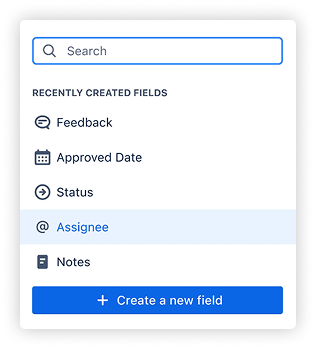 Search
RECENTLY CREATED FIELDS
Feedback
Approved Date
Status
@ Assignee
Notes
+ Create a new field